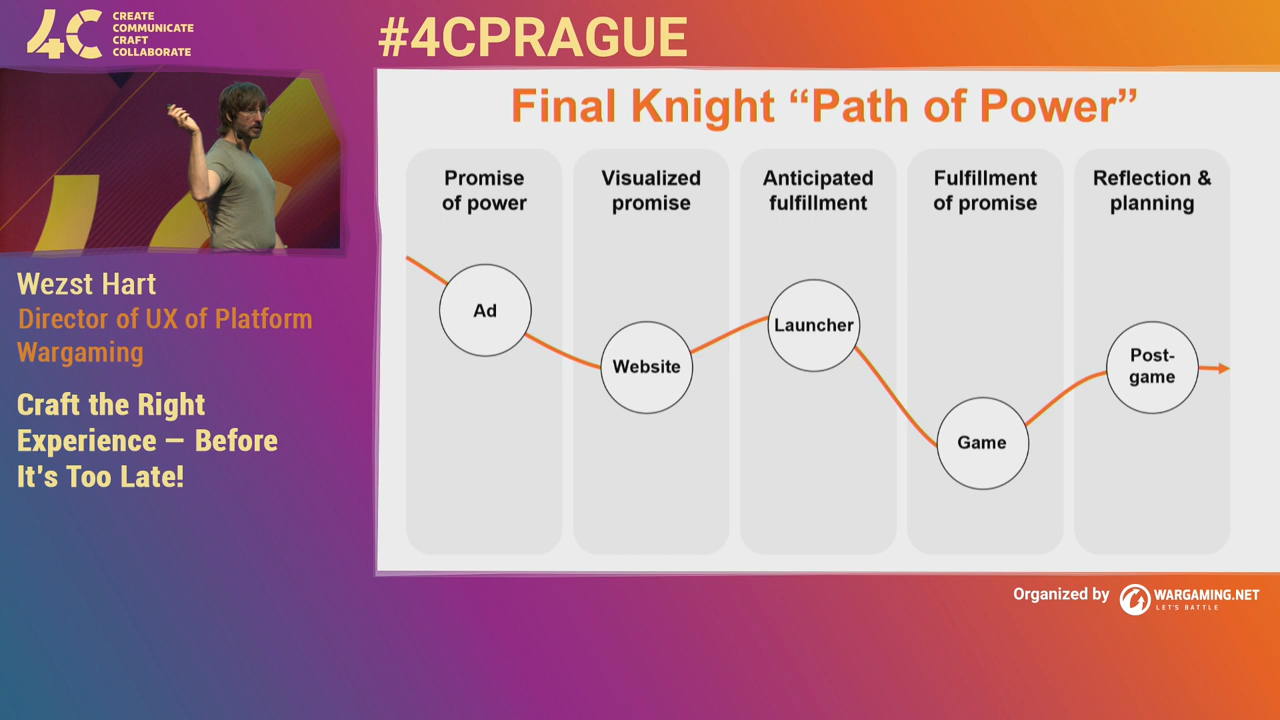 4C
CREATE
COMMUNICATE
CRAFT
COLLABORATE
#4CPRAGUE
Wezst Hart
Director of UX of Platform
Wargaming
Craft the Right
Experience — Before
It's Too Late!
Final Knight “Path of Power”
Promise
of power
Visualized
promise
Anticipated
fulfillment
Fulfillment
of promise
Reflection &
planning
Ad
Website
Launcher
Game
Post-
game
Organized by
WARGAMING.NET
LET'S BATTLE